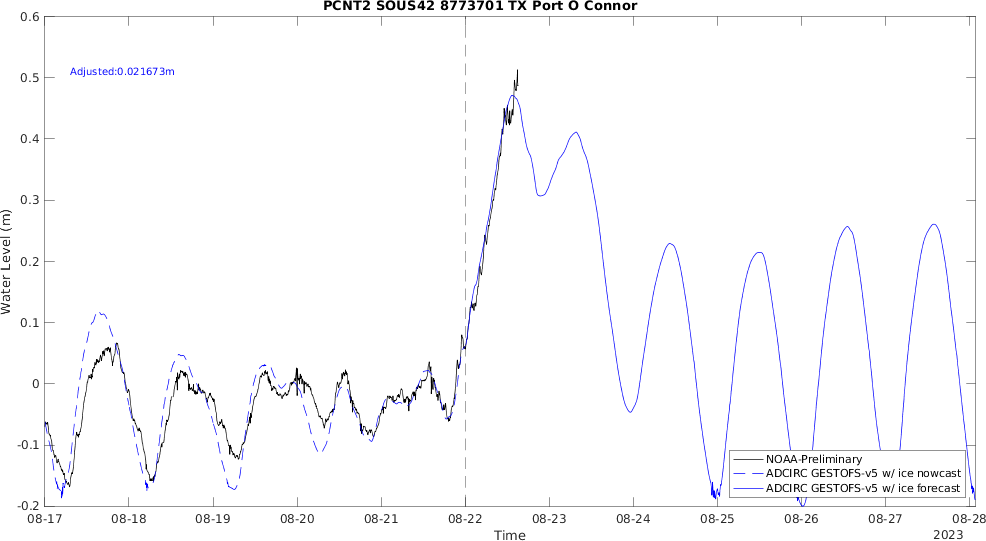 PCNT2 SOUS42 8773701 TX Port O Connor
Adjusted:0.021673m
Water Level (m)
0.6
0.5
0.4
0.3
0.2
0.1
0
-0.1
-0.2
NOAA-Preliminary
ADCIRC GESTOFS-v5 w/ ice nowcast
ADCIRC GESTOFS-v5 w/ ice forecast
08-17 08-18 08-19 08-20 08-21 08-22 08-23 08-24 08-25 08-26 08-27 08-28
Time
2023